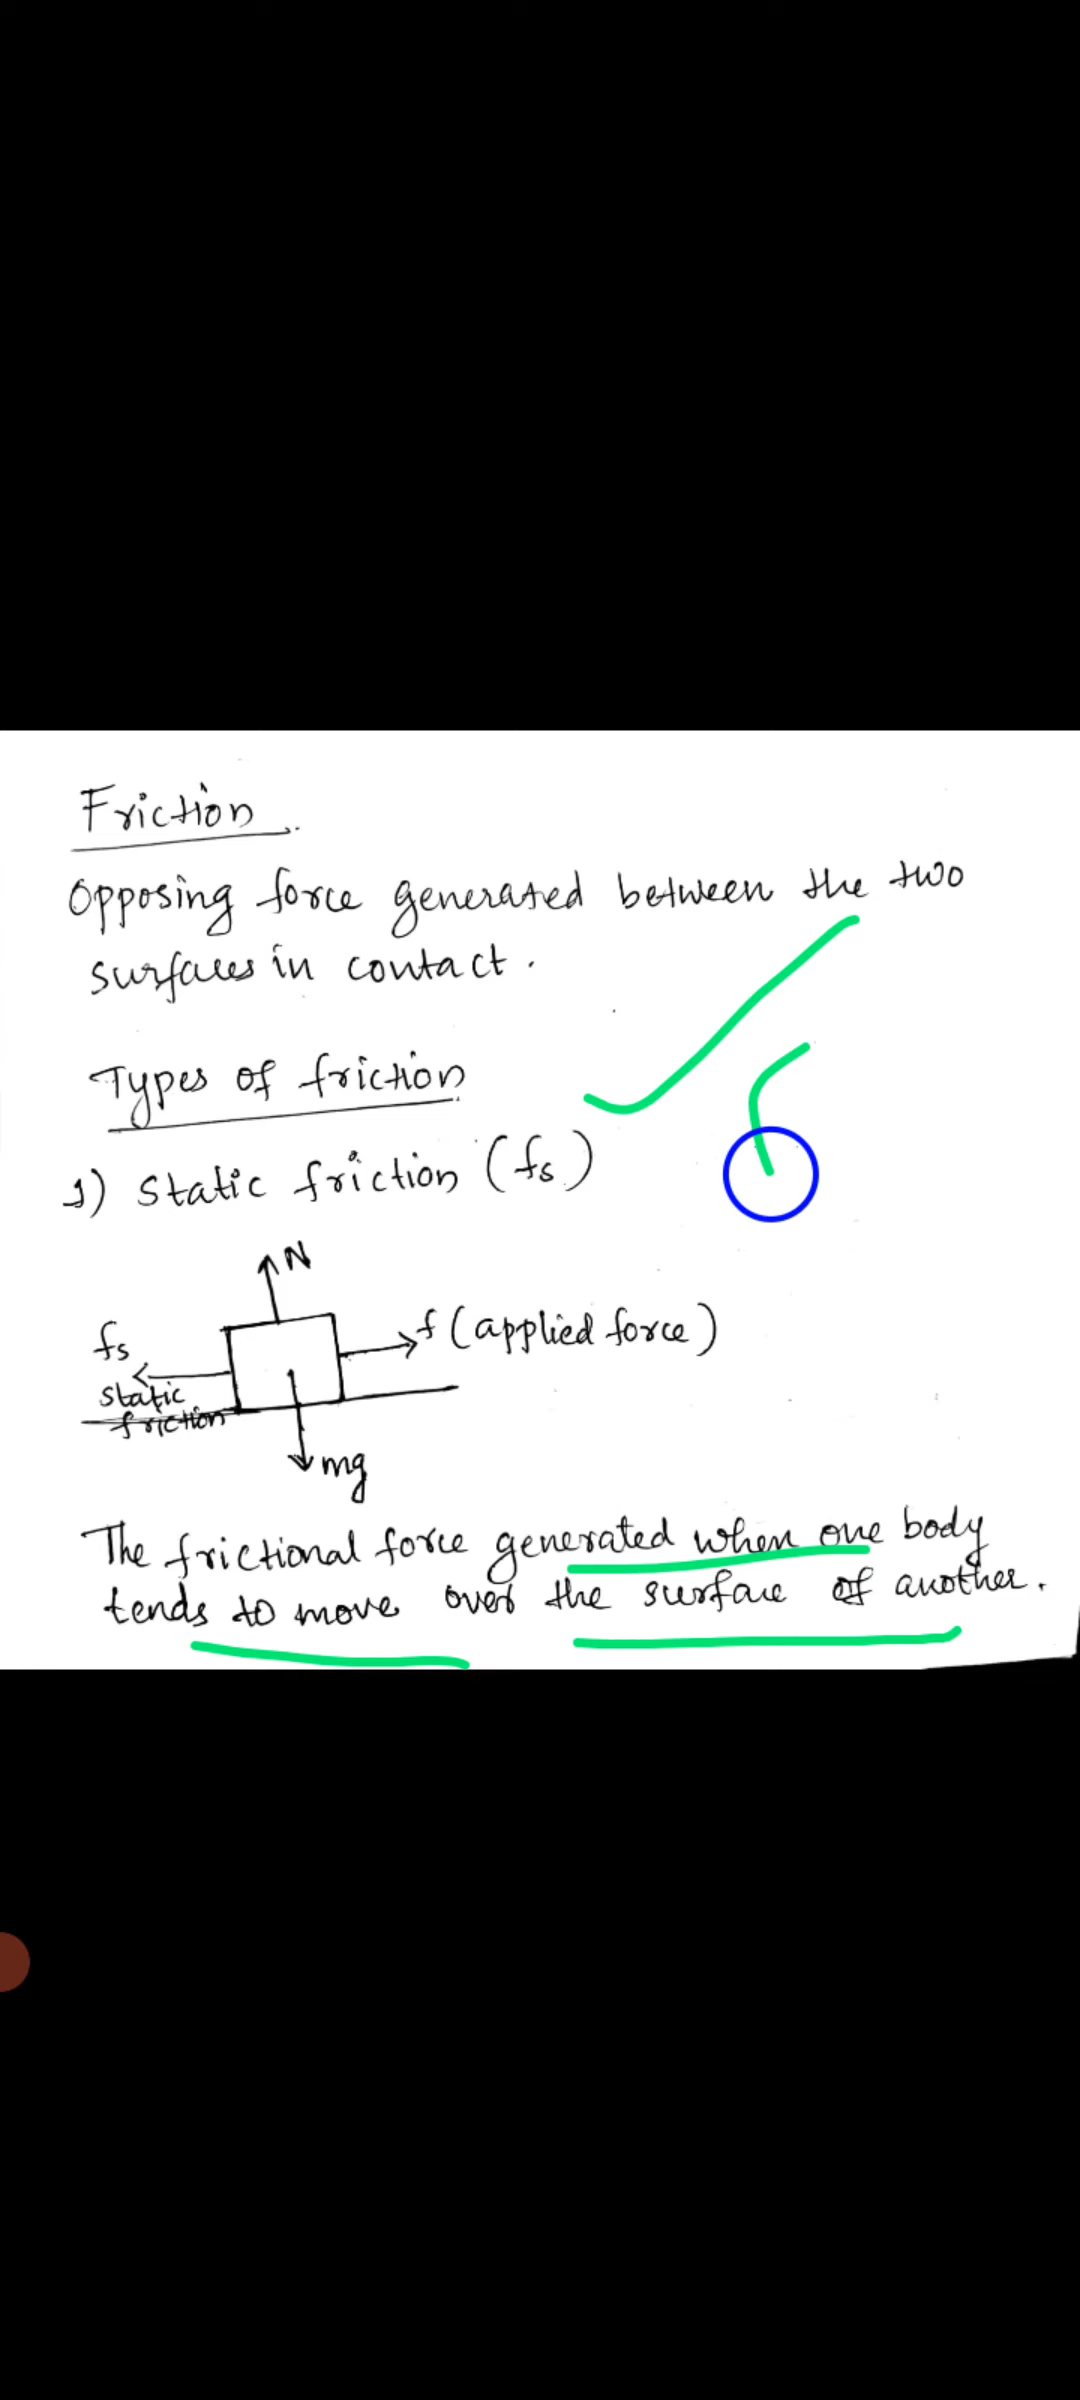 Friction
Opposing force generated between the two
surfaces in contact.
Types of friction
1) Static friction (fs)
N
fs
f (applied force)
static
friction
mg
The frictional force generated when one body
tends to move over the surface of another.